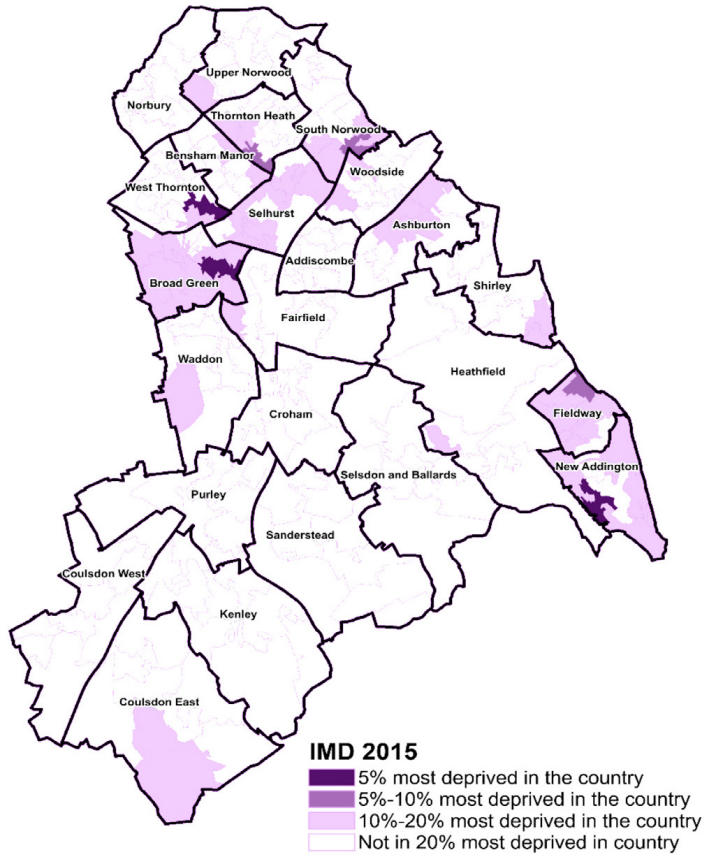 Upper Norwood
Norbury
Thornton Heath
South Norwood
Bensham Manor
Woodside
West Thornton
Selhurst
Ashburton
Addiscombe
Broad Green
Shirley
Fairfield
Waddon
Heathfield
Croham
Fieldway
New Addington
Selsdon and Ballards
Purley
Sanderstead
Coulsdon West
Kenley
Coulsdon East
IMD 2015
5% most deprived in the country
5%-10% most deprived in the country
10%-20% most deprived in the country
Not in 20% most deprived in country